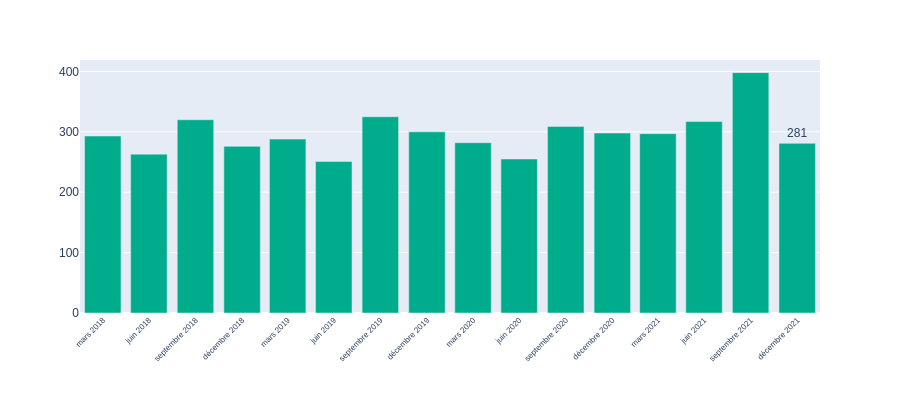 400
300
200
100
0
281
mars 2018
juin 2018
septembre 2018
décembre 2018
mars 2019
juin 2019
septembre 2019
décembre 2019
mars 2020
juin 2020
septembre 2020
décembre 2020
mars 2021
juin 2021
septembre 2021
décembre 2021